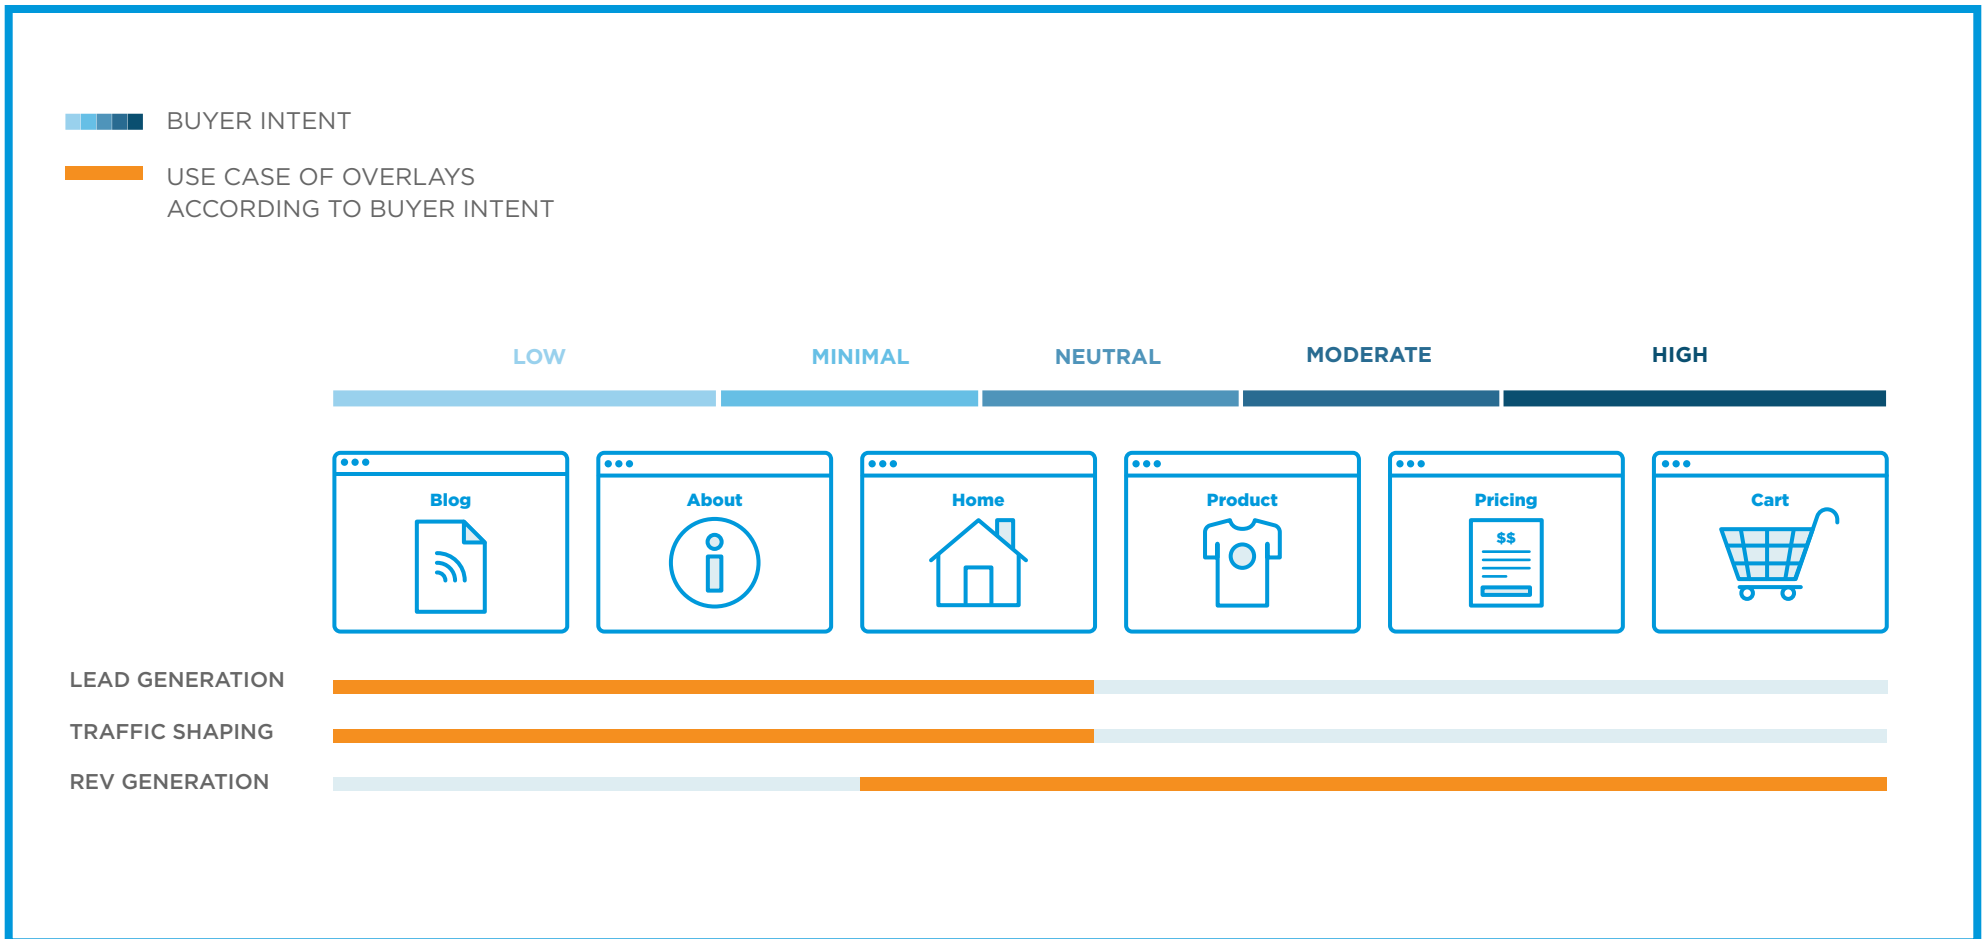 BUYER INTENT
USE CASE OF OVERLAYS
ACCORDING TO BUYER INTENT
LOW
MINIMAL
NEUTRAL
MODERATE
HIGH
Blog
About
Home
Product
Pricing
Cart
$$
LEAD GENERATION
TRAFFIC SHAPING
REV GENERATION